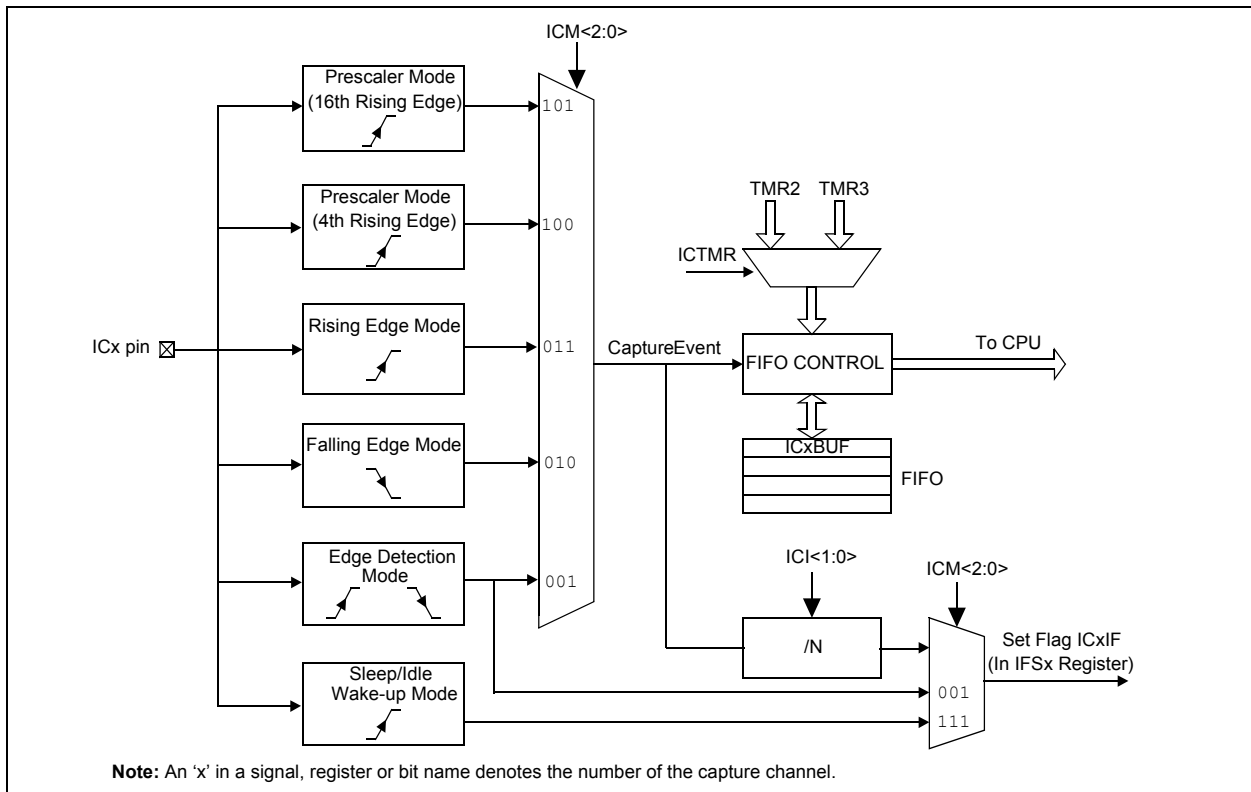 ICM<2:0>
Prescaler Mode
(16th Rising Edge)
101
Prescaler Mode
(4th Rising Edge)
100
TMR2
TMR3
ICTMR
ICx pin
Rising Edge Mode
011
CaptureEvent
FIFO CONTROL
To CPU
Falling Edge Mode
010
ICxBUF
FIFO
Edge Detection
Mode
001
ICI<1:0>
ICM<2:0>
/N
Set Flag ICxIF
(In IFSx Register)
Sleep/Idle
Wake-up Mode
001
111
Note: An ‘x’ in a signal, register or bit name denotes the number of the capture channel.